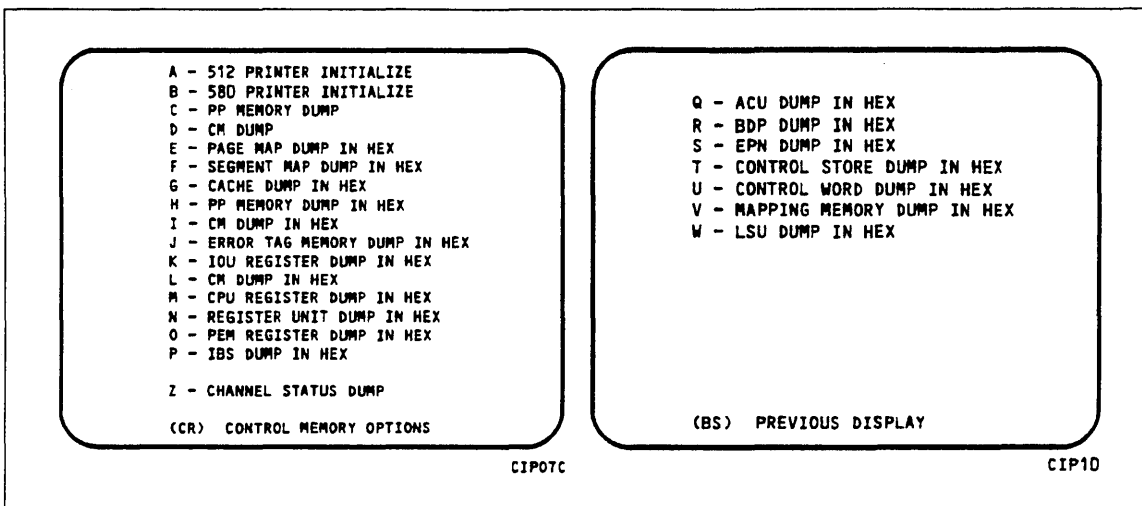 A - 512 PRINTER INITIALIZE
B - 580 PRINTER INITIALIZE
C - PP MEMORY DUMP
D - CM DUMP
E - PAGE MAP DUMP IN HEX
F - SEGMENT MAP DUMP IN HEX
G - CACHE DUMP IN HEX
H - PP MEMORY DUMP IN HEX
I - CM DUMP IN HEX
J - ERROR TAG MEMORY DUMP IN HEX
K - IOU REGISTER DUMP IN HEX
L - CM DUMP IN HEX
M - CPU REGISTER DUMP IN HEX
N - REGISTER UNIT DUMP IN HEX
O - PEM REGISTER DUMP IN HEX
P - IBS DUMP IN HEX
Z - CHANNEL STATUS DUMP
(CR) CONTROL MEMORY OPTIONS
CIP07C
Q - ACU DUMP IN HEX
R - BDP DUMP IN HEX
S - EPN DUMP IN HEX
T - CONTROL STORE DUMP IN HEX
U - CONTROL WORD DUMP IN HEX
V - MAPPING MEMORY DUMP IN HEX
W - LSU DUMP IN HEX
(BS) PREVIOUS DISPLAY
CIP1D